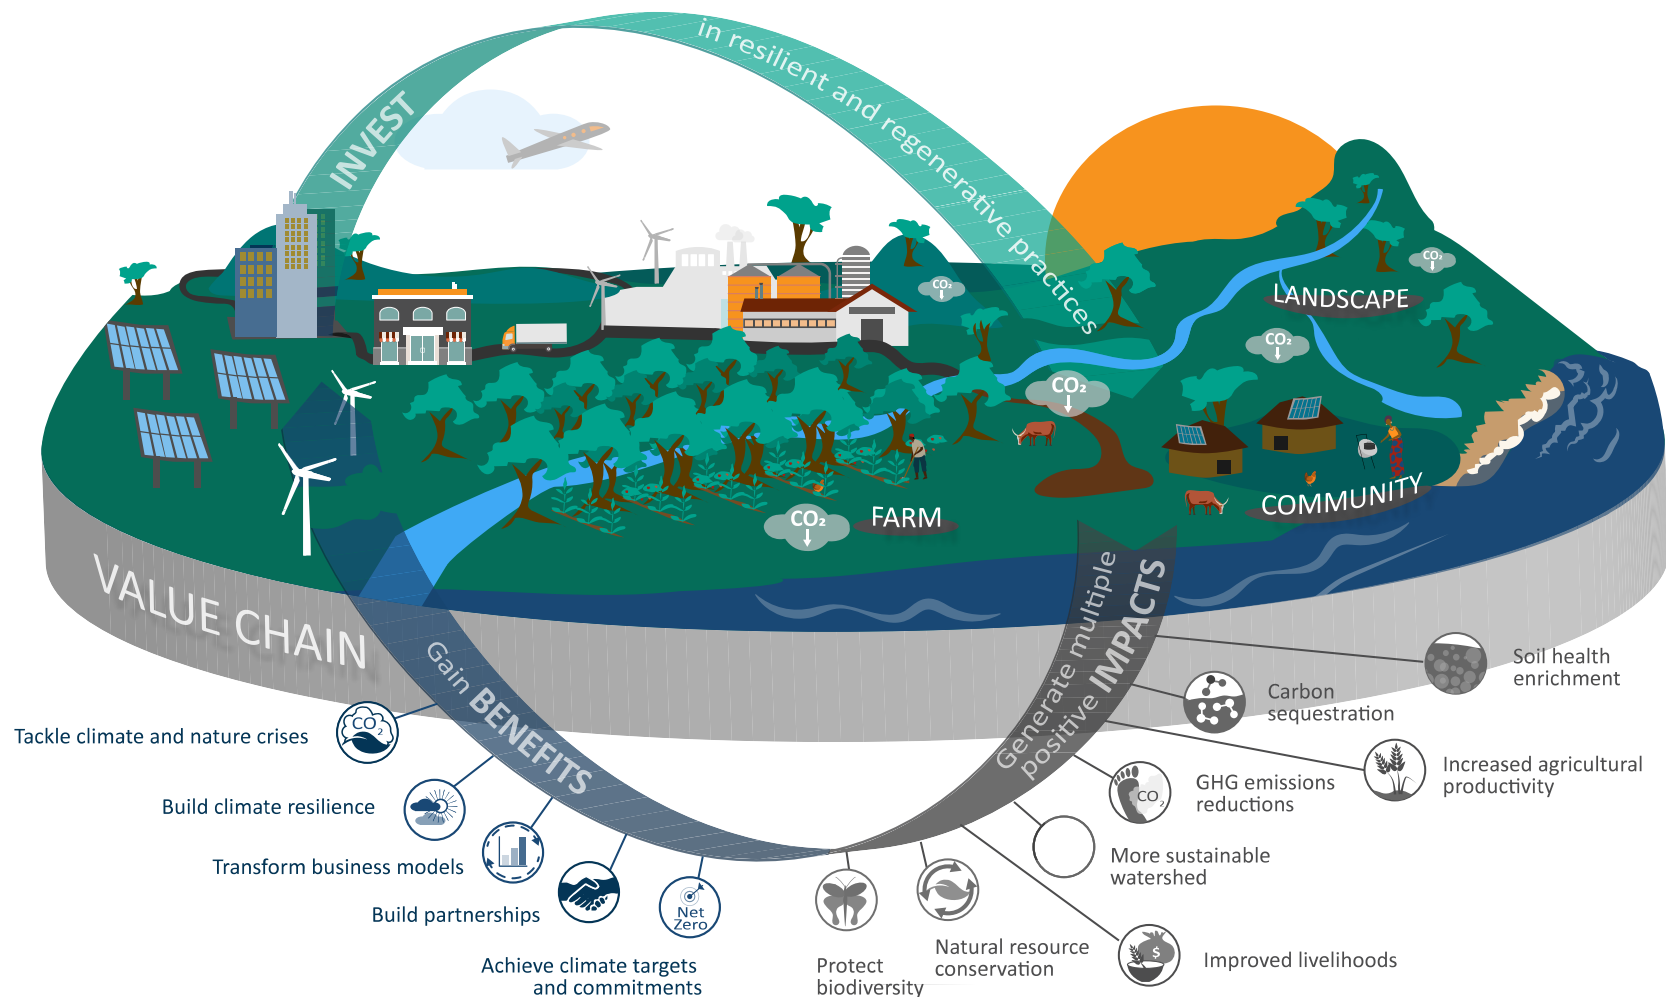 INVEST
in resilient and regenerative practices
CO₂
LANDSCAPE
CO₂
CO₂
CO₂
COMMUNITY
CO₂
FARM
VALUE CHAIN
Gain BENEFITS
Generate multiple
positive IMPACTS
CO2
Tackle climate and nature crises
Build climate resilience
Transform business models
Build partnerships
Net
Zero
Achieve climate targets
and commitments
Soil health
enrichment
Carbon
sequestration
Increased agricultural
productivity
CO2
GHG emissions
reductions
More sustainable
watershed
$
Improved livelihoods
Natural resource
conservation
Protect
biodiversity